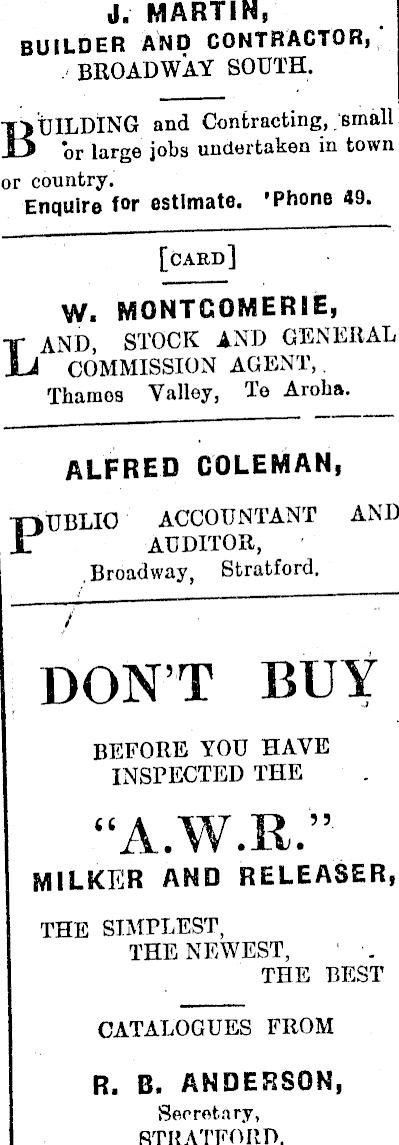 J. MARTIN,
BUILDER AND CONTRACTOR,
BROADWAY SOUTH.
BUILDING and Contracting, small
or large jobs undertaken in town
or country.
Enquire for estimate. 'Phone 49.
[CARD]
W. MONTGOMERIE,
LAND, STOCK AND GENERAL
COMMISSION AGENT,
Thames Valley, Te Aroha.
ALFRED COLEMAN,
PUBLIC ACCOUNTANT AND
AUDITOR,
Broadway, Stratford.
DON'T BUY
BEFORE YOU HAVE
INSPECTED THE
"A.W.R."
MILKER AND RELEASER,
THE SIMPLEST,
THE NEWEST,
THE BEST
CATALOGUES FROM
R. B. ANDERSON,
Secretary,
STRATFORD.